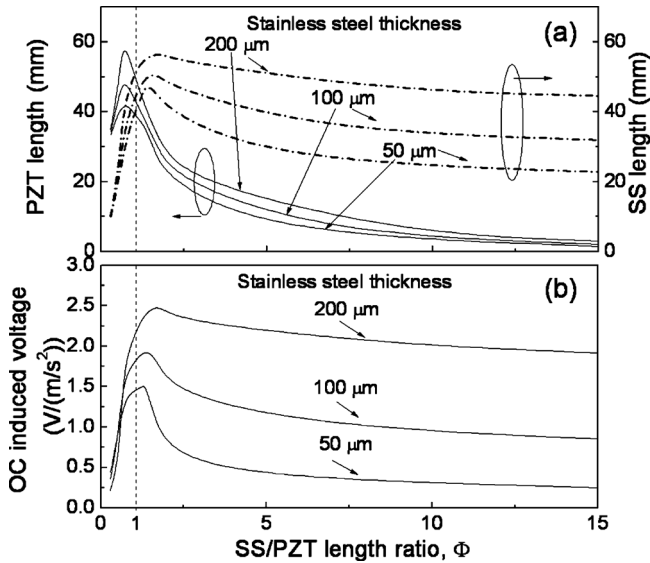 Stainless steel thickness
(a)
200 μm
100 μm
50 μm
PZT length (mm)
60
40
20
0
SS length (mm)
60
40
20
0
Stainless steel thickness
(b)
200 μm
100 μm
50 μm
OC induced voltage
(V/(m/s²))
3.0
2.5
2.0
1.5
1.0
0.5
0.0
0 1 5 10 15
SS/PZT length ratio, Φ